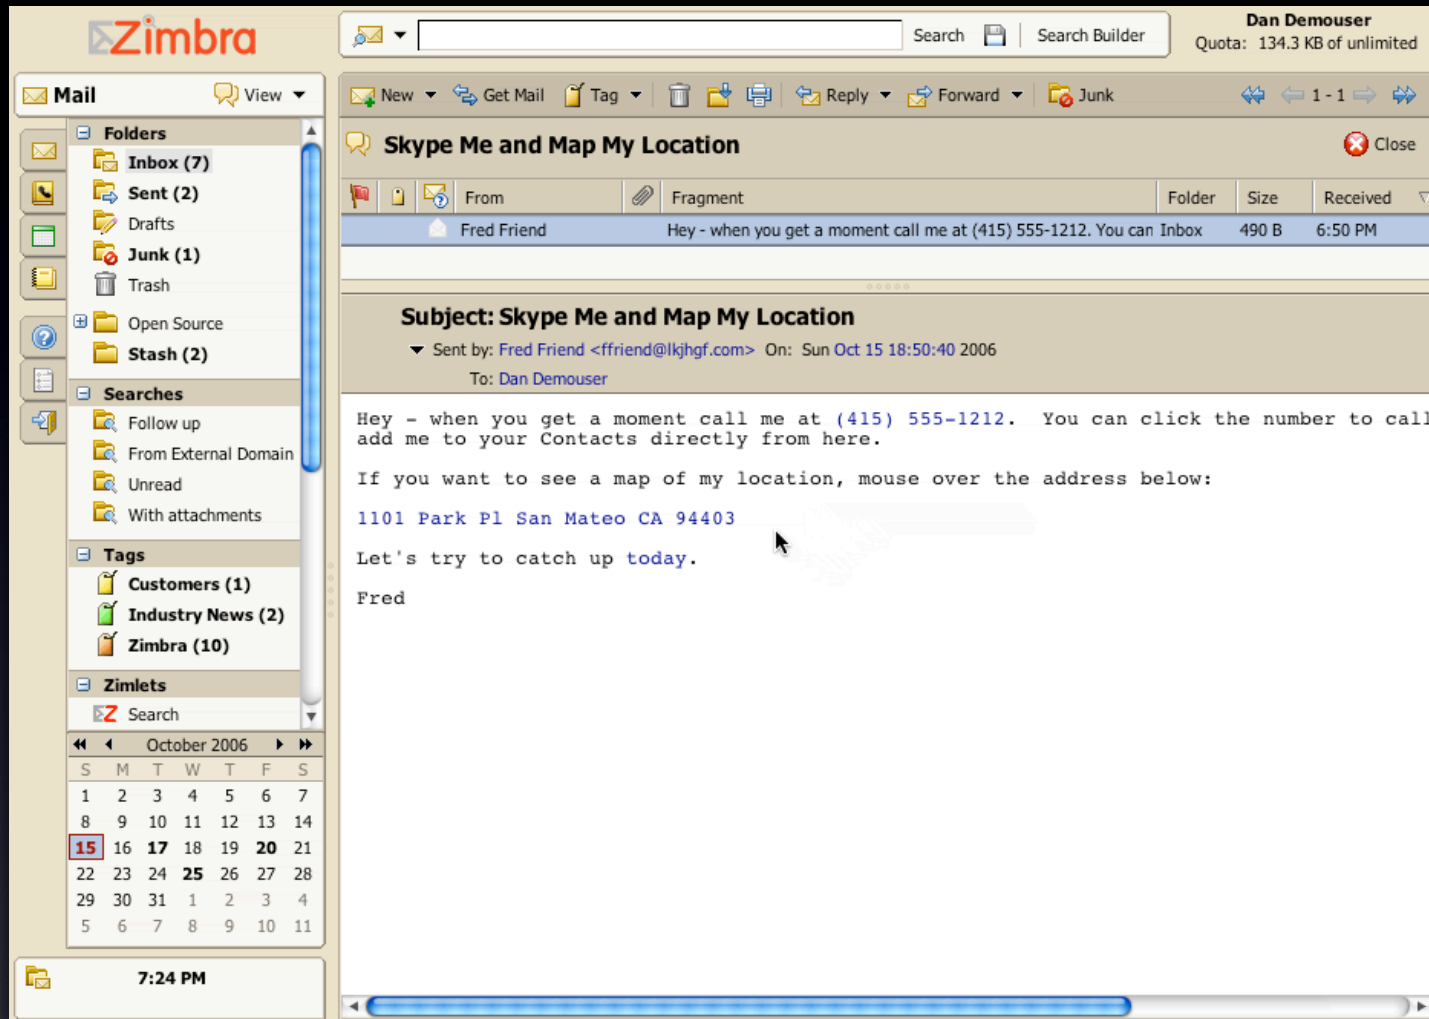 Zimbra
Search
Search Builder
Dan Demouser
Quota: 134.3 KB of unlimited
Mail
View
New
Get Mail
Tag
Reply
Forward
Junk
1 - 1
Folders
Inbox (7)
Sent (2)
Drafts
Junk (1)
Trash
Open Source
Stash (2)
Searches
Follow up
From External Domain
Unread
With attachments
Tags
Customers (1)
Industry News (2)
Zimbra (10)
Zimlets
Z Search
October 2006
S M T W T F S
1 2 3 4 5 6 7
8 9 10 11 12 13 14
15 16 17 18 19 20 21
22 23 24 25 26 27 28
29 30 31 1 2 3 4
5 6 7 8 9 10 11
7:24 PM
Skype Me and Map My Location
Close
From Fragment Folder Size Received
Fred Friend Hey - when you get a moment call me at (415) 555-1212. You can Inbox 490 B 6:50 PM
Subject: Skype Me and Map My Location
Sent by: Fred Friend <ffriend@lkjhgf.com> On: Sun Oct 15 18:50:40 2006
To: Dan Demouser
Hey - when you get a moment call me at (415) 555-1212. You can click the number to call
add me to your Contacts directly from here.
If you want to see a map of my location, mouse over the address below:
1101 Park Pl San Mateo CA 94403
Let's try to catch up today.
Fred